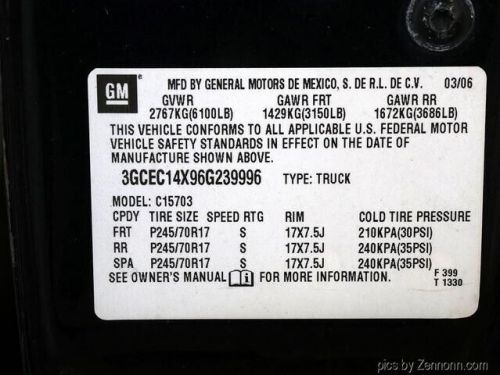 GM
MFD BY GENERAL MOTORS DE MEXICO, S. DE R.L. DE C.V. 03/06
GVWR GAWR FRT GAWR RR
2767KG(6100LB) 1429KG(3150LB) 1672KG(3686LB)
THIS VEHICLE CONFORMS TO ALL APPLICABLE U.S. FEDERAL MOTOR
VEHICLE SAFETY STANDARDS IN EFFECT ON THE DATE OF
MANUFACTURE SHOWN ABOVE.
3GCEC14X96G239996 TYPE: TRUCK
MODEL: C15703
CPDY TIRE SIZE SPEED RTG RIM COLD TIRE PRESSURE
FRT P245/70R17 S 17X7.5J 210KPA(30PSI)
RR P245/70R17 S 17X7.5J 240KPA(35PSI)
SPA P245/70R17 S 17X7.5J 240KPA(35PSI)
SEE OWNER'S MANUAL FOR MORE INFORMATION.
F 399
T 1330
pics by Zennonn.com